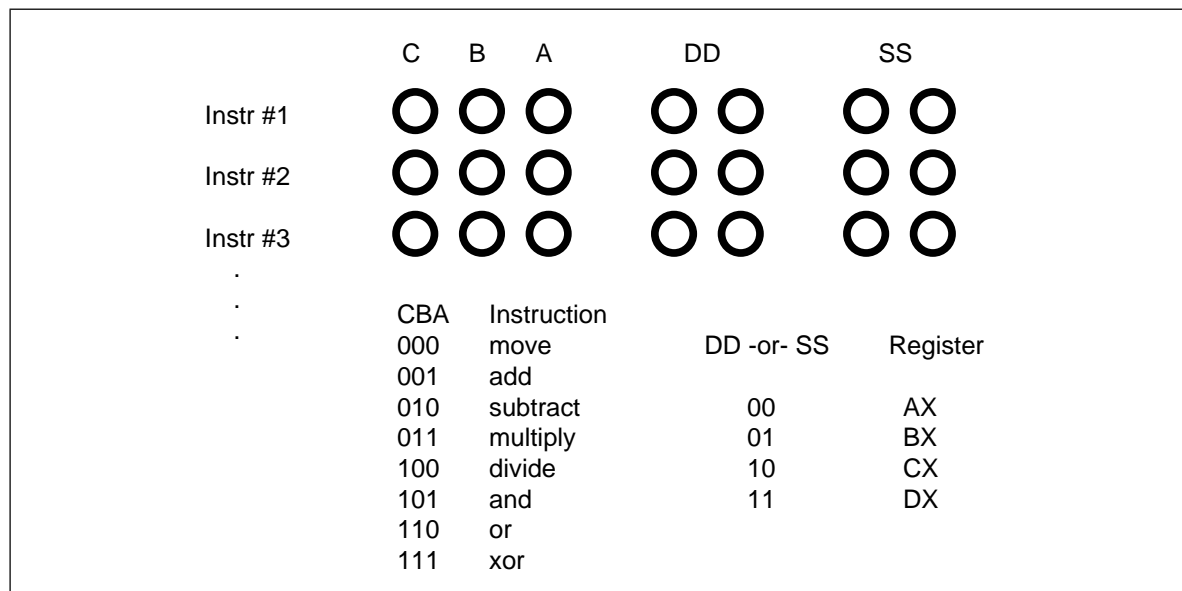 C B A DD SS
Instr #1
Instr #2
Instr #3
.
.
.
CBA Instruction
000 move DD -or- SS Register
001 add
010 subtract 00 AX
011 multiply 01 BX
100 divide 10 CX
101 and 11 DX
110 or
111 xor